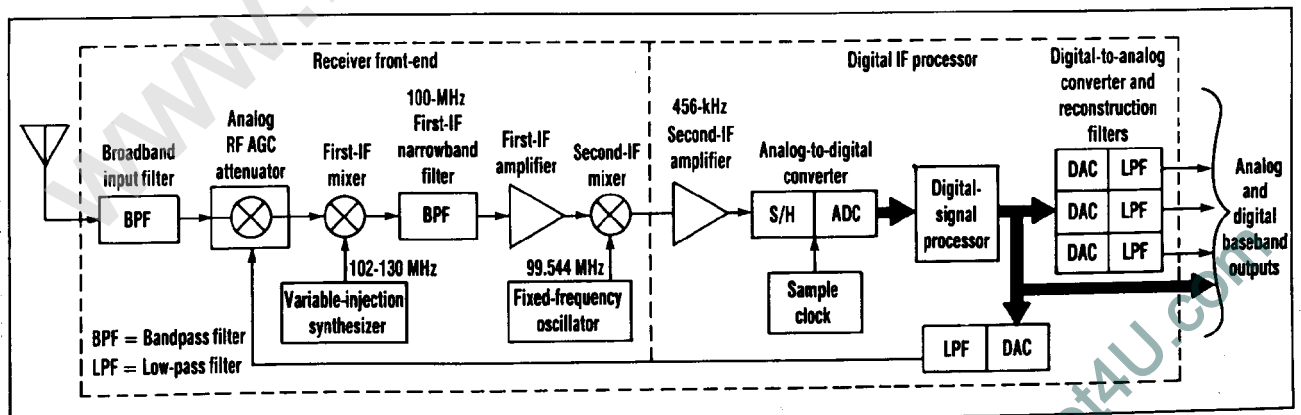 Receiver front-end
Digital IF processor
Digital-to-analog
converter and
reconstruction
filters
Broadband
input filter
BPF
Analog
RF AGC
attenuator
First-IF
mixer
100-MHz
First-IF
narrowband
filter
BPF
First-IF
amplifier
Second-IF
mixer
456-kHz
Second-IF
amplifier
Analog-to-digital
converter
S/H
ADC
Digital-
signal
processor
DAC
LPF
DAC
LPF
DAC
LPF
Analog
and
digital
baseband
outputs
102-130 MHz
Variable-injection
synthesizer
99.544 MHz
Fixed-frequency
oscillator
Sample
clock
LPF
DAC
BPF = Bandpass filter
LPF = Low-pass filter
www.
et4U.com